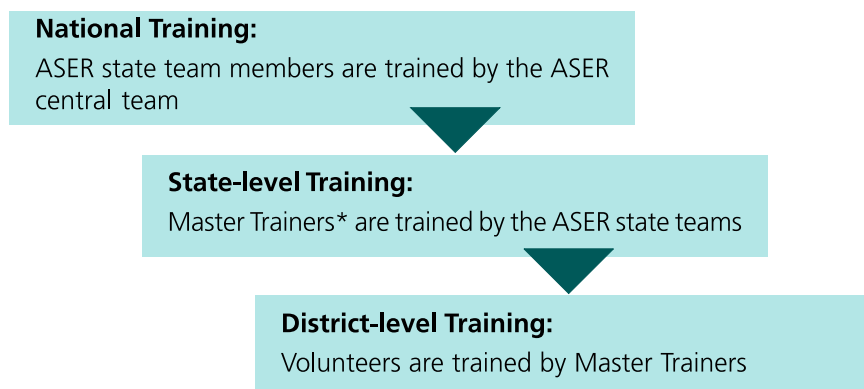 National Training:
ASER state team members are trained by the ASER
central team
State-level Training:
Master Trainers* are trained by the ASER state teams
District-level Training:
Volunteers are trained by Master Trainers